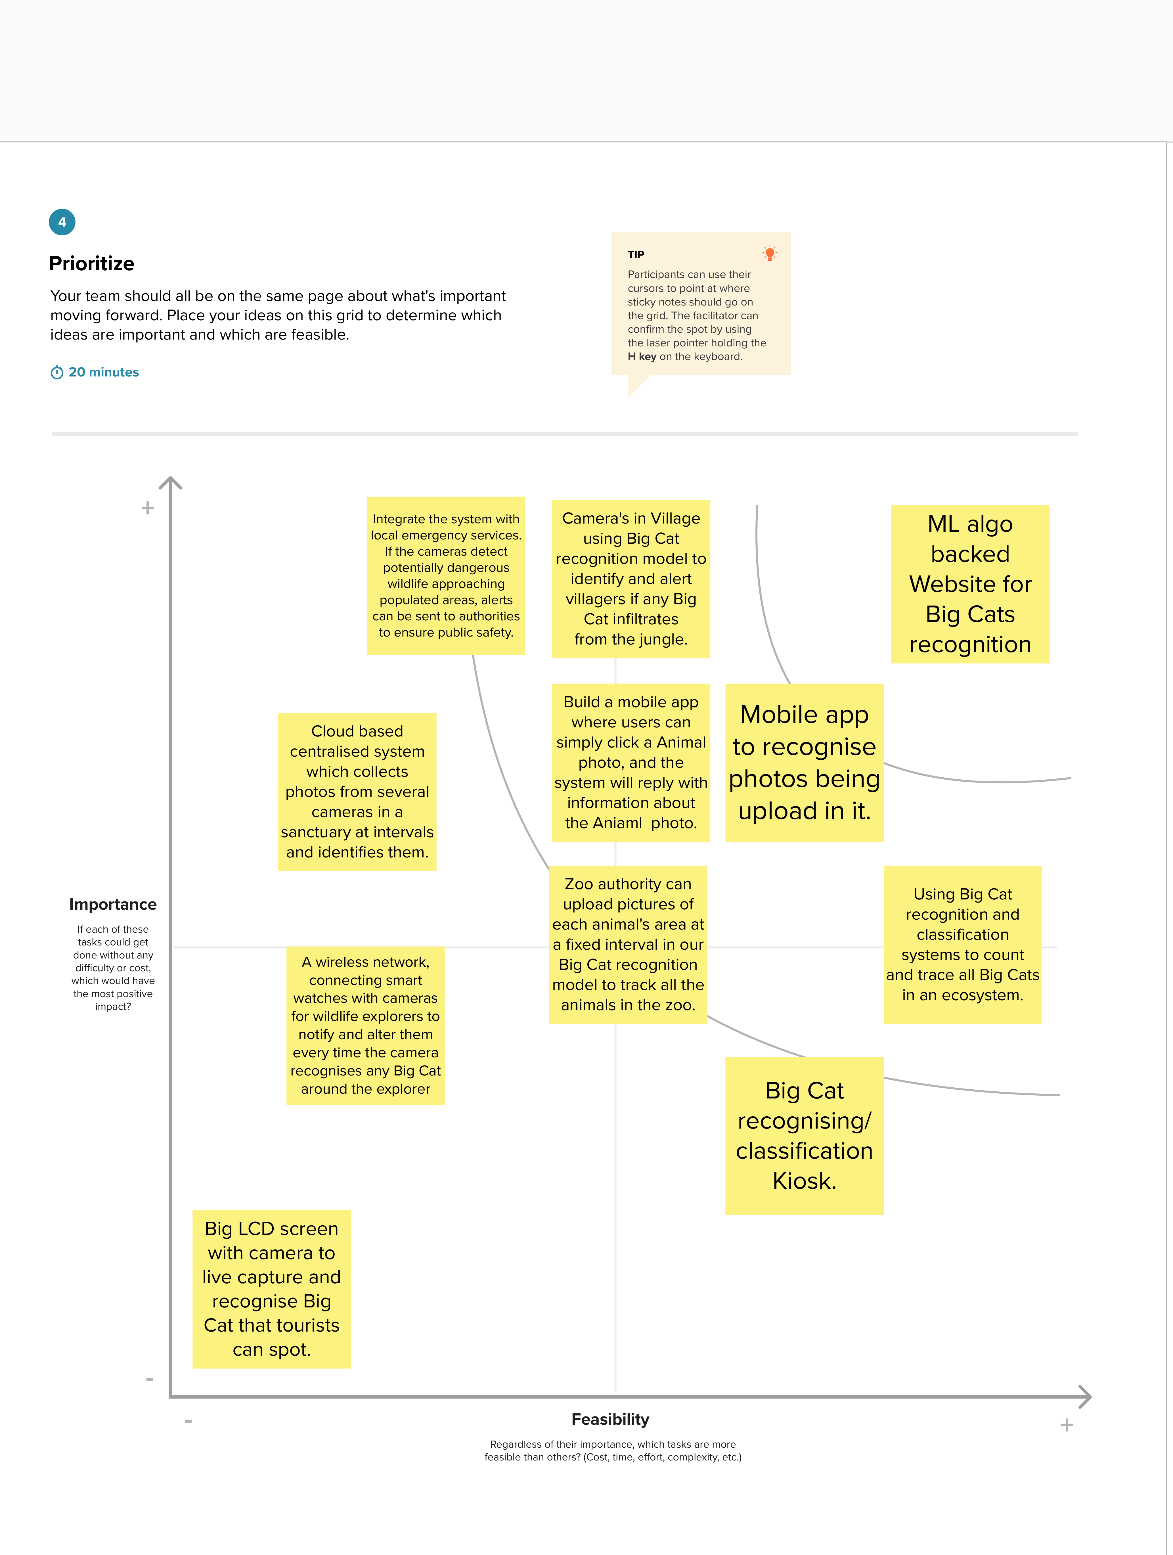 4
Prioritize
Your team should all be on the same page about what's important
moving forward. Place your ideas on this grid to determine which
ideas are important and which are feasible.
20 minutes
TIP
Participants can use their
cursors to point at where
sticky notes should go on
the grid. The facilitator can
confirm the spot by using
the laser pointer holding the
H key on the keyboard.
+
Integrate the system with
local emergency services.
If the cameras detect
potentially dangerous
wildlife approaching
populated areas, alerts
can be sent to authorities
to ensure public safety.
Camera's in Village
using Big Cat
recognition model to
identify and alert
villagers if any Big
Cat infiltrates
from the jungle.
ML algo
backed
Website for
Big Cats
recognition
Cloud based
centralised system
which collects
photos from several
cameras in a
sanctuary at intervals
and identifies them.
Build a mobile app
where users can
simply click a Animal
photo, and the
system will reply with
information about
the Aniaml photo.
Mobile app
to recognise
photos being
upload in it.
Importance
If each of these
tasks could get
done without any
difficulty or cost,
which would have
the most positive
impact?
Zoo authority can
upload pictures of
each animal's area at
a fixed interval in our
Big Cat recognition
model to track all the
animals in the zoo.
Using Big Cat
recognition and
classification
systems to count
and trace all Big Cats
in an ecosystem.
A wireless network,
connecting smart
watches with cameras
for wildlife explorers to
notify and alter them
every time the camera
recognises any Big Cat
around the explorer
Big Cat
recognising/
classification
Kiosk.
Big LCD screen
with camera to
live capture and
recognise Big
Cat that tourists
can spot.
-
-
Feasibility
+
Regardless of their importance, which tasks are more
feasible than others? (Cost, time, effort, complexity, etc.)